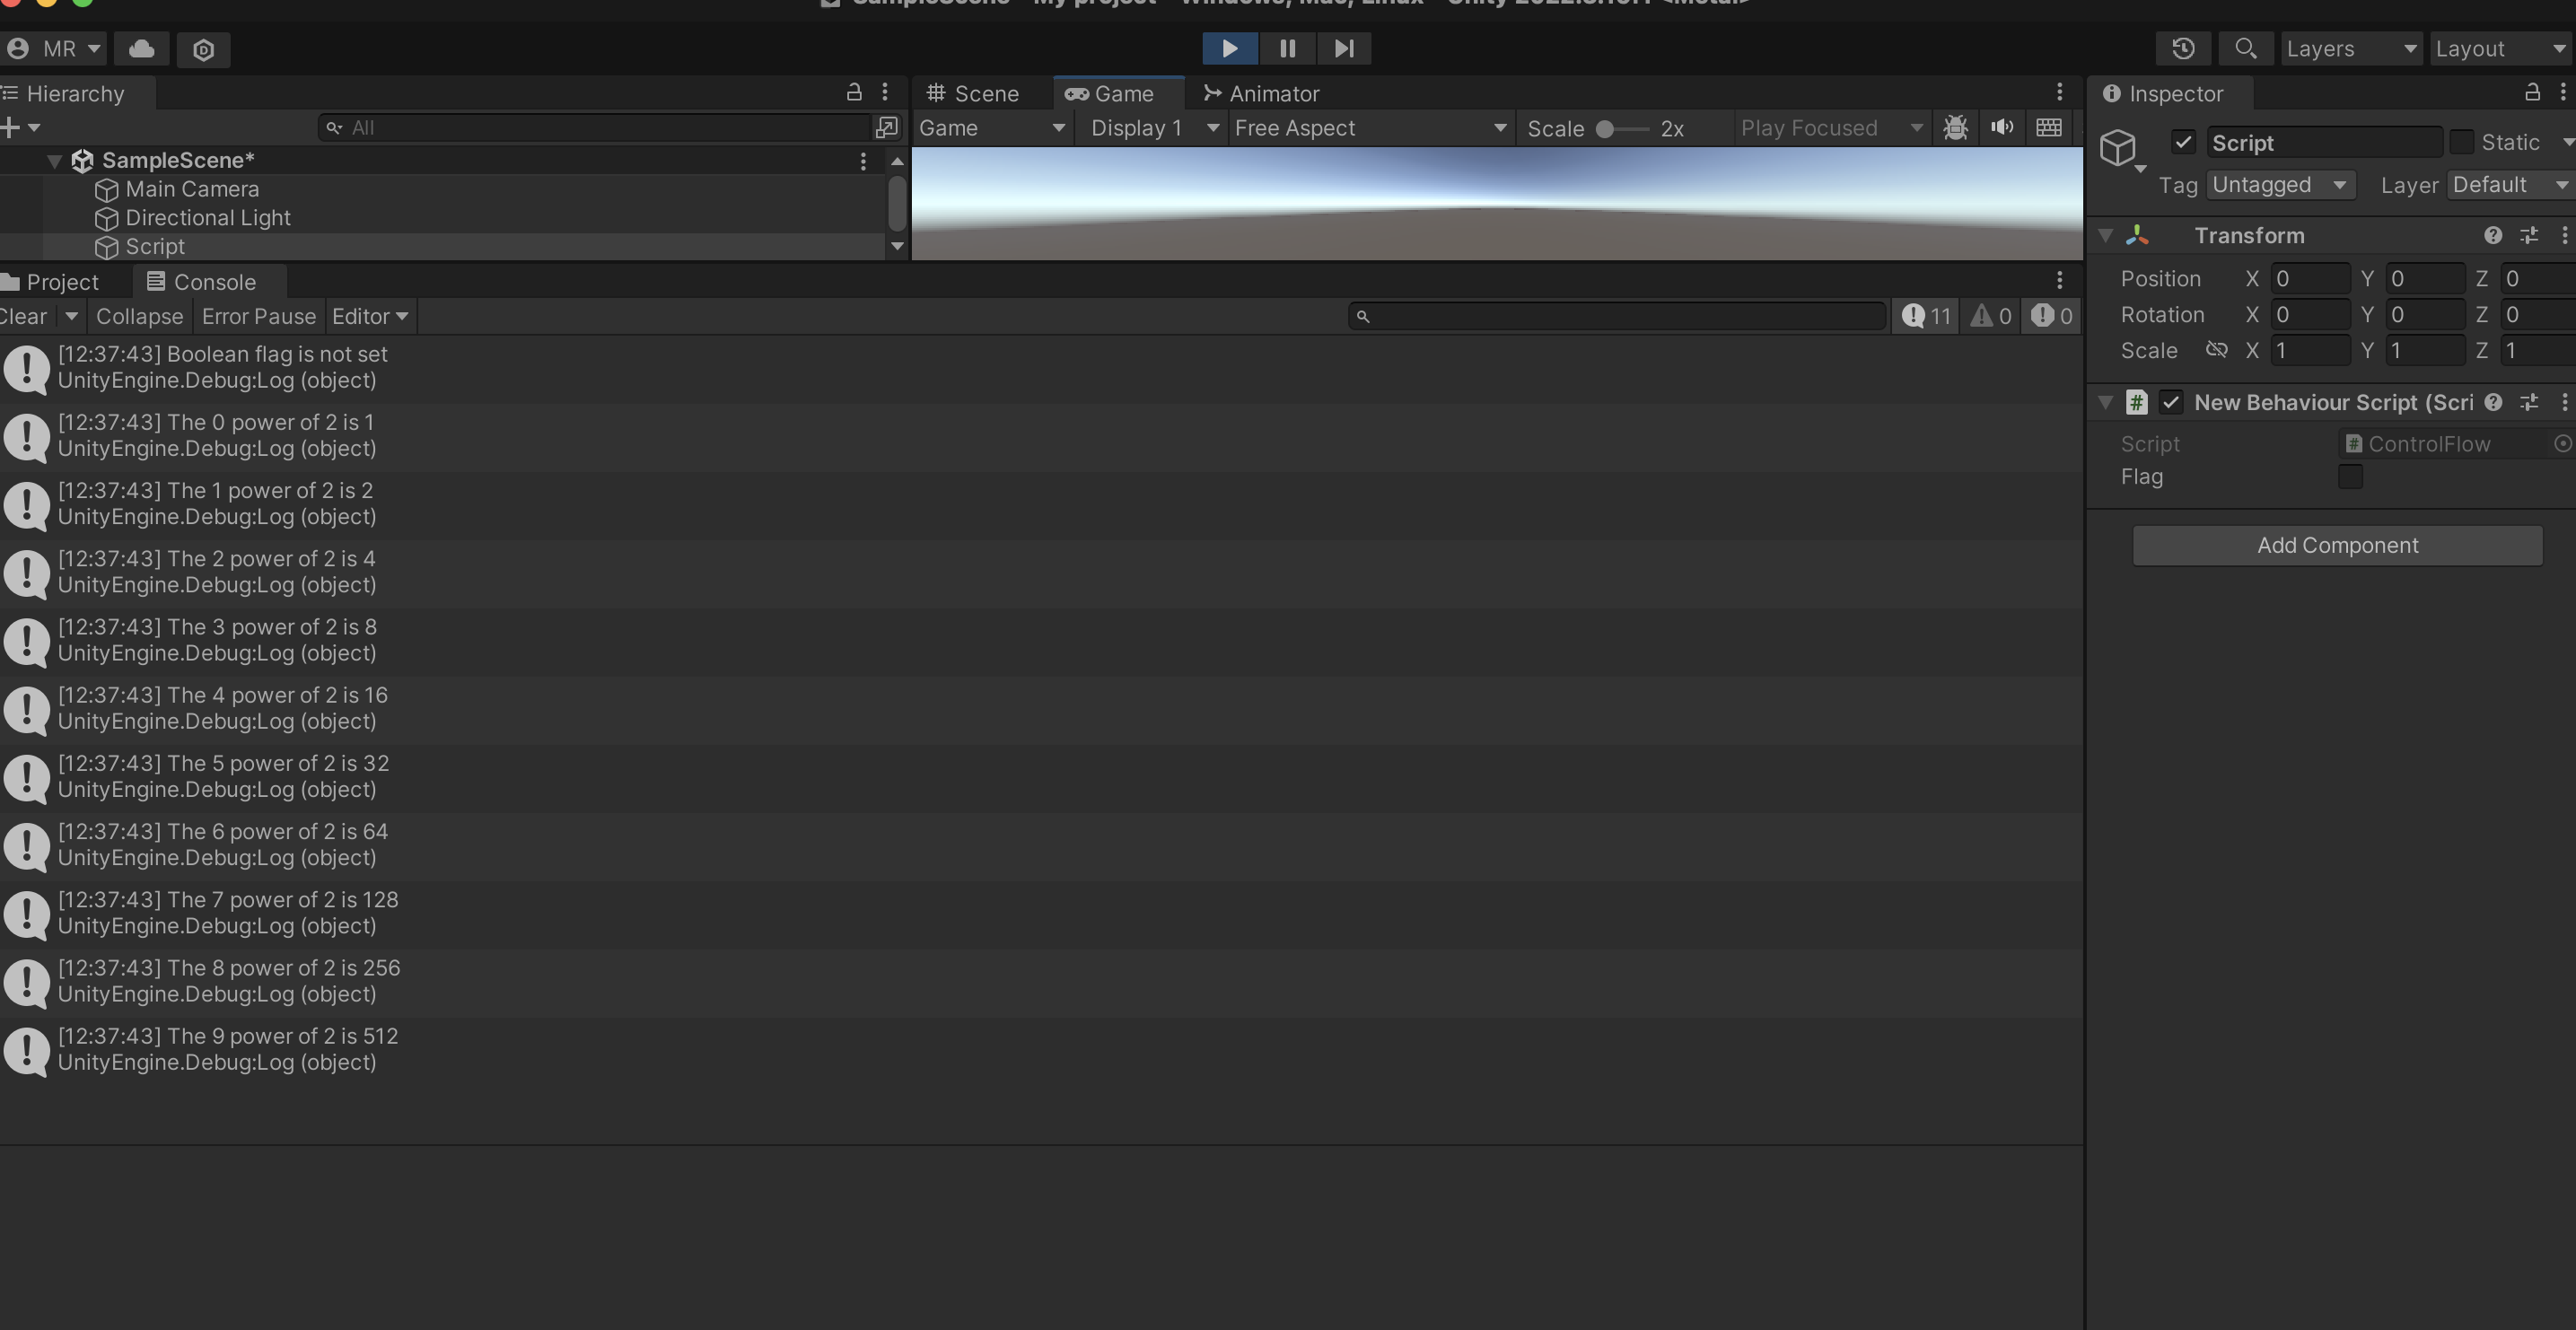 MR
Layers
Layout
Hierarchy
Scene
Game
Animator
Inspector
All
Game
Display 1
Free Aspect
Scale
2x
Play Focused
Script
Static
SampleScene*
Tag
Untagged
Layer
Default
Main Camera
Directional Light
Script
Transform
Project
Console
Position X 0 Y 0 Z 0
Clear
Collapse
Error Pause
Editor
11
0
0
Rotation X 0 Y 0 Z 0
Scale X 1 Y 1 Z 1
[12:37:43] Boolean flag is not set
UnityEngine.Debug:Log (object)
[12:37:43] The 0 power of 2 is 1
UnityEngine.Debug:Log (object)
[12:37:43] The 1 power of 2 is 2
UnityEngine.Debug:Log (object)
[12:37:43] The 2 power of 2 is 4
UnityEngine.Debug:Log (object)
[12:37:43] The 3 power of 2 is 8
UnityEngine.Debug:Log (object)
[12:37:43] The 4 power of 2 is 16
UnityEngine.Debug:Log (object)
[12:37:43] The 5 power of 2 is 32
UnityEngine.Debug:Log (object)
[12:37:43] The 6 power of 2 is 64
UnityEngine.Debug:Log (object)
[12:37:43] The 7 power of 2 is 128
UnityEngine.Debug:Log (object)
[12:37:43] The 8 power of 2 is 256
UnityEngine.Debug:Log (object)
[12:37:43] The 9 power of 2 is 512
UnityEngine.Debug:Log (object)
# New Behaviour Script (Scri
Script
# ControlFlow
Flag
Add Component